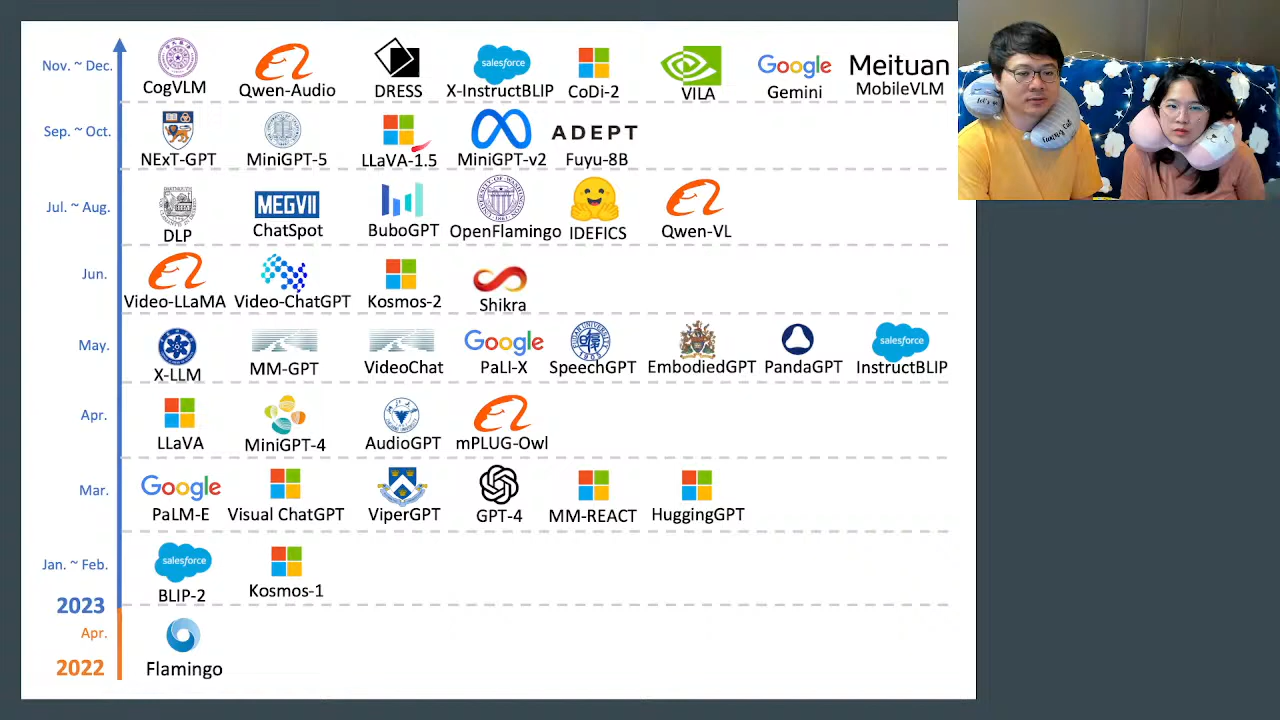 Nov. ~ Dec.
salesforce
Google
Meituan
CogVLM
Qwen-Audio
DRESS
X-InstructBLIP
CoDi-2
VILA
Gemini
MobileVLM
Sep. ~ Oct.
ADEPT
NExT-GPT
MiniGPT-5
LLaVA-1.5
MiniGPT-v2
Fuyu-8B
Jul. ~ Aug.
MEGVII
DLP
ChatSpot
BuboGPT
OpenFlamingo
IDEFICS
Qwen-VL
Jun.
Video-LLaMA
Video-ChatGPT
Kosmos-2
Shikra
May.
Google
salesforce
X-LLM
MM-GPT
VideoChat
PaLI-X
SpeechGPT
EmbodiedGPT
PandaGPT
InstructBLIP
Apr.
LLaVA
MiniGPT-4
AudioGPT
mPLUG-Owl
Mar.
Google
PaLM-E
Visual ChatGPT
ViperGPT
GPT-4
MM-REACT
HuggingGPT
Jan. ~ Feb.
salesforce
BLIP-2
Kosmos-1
2023
Apr.
2022
Flamingo